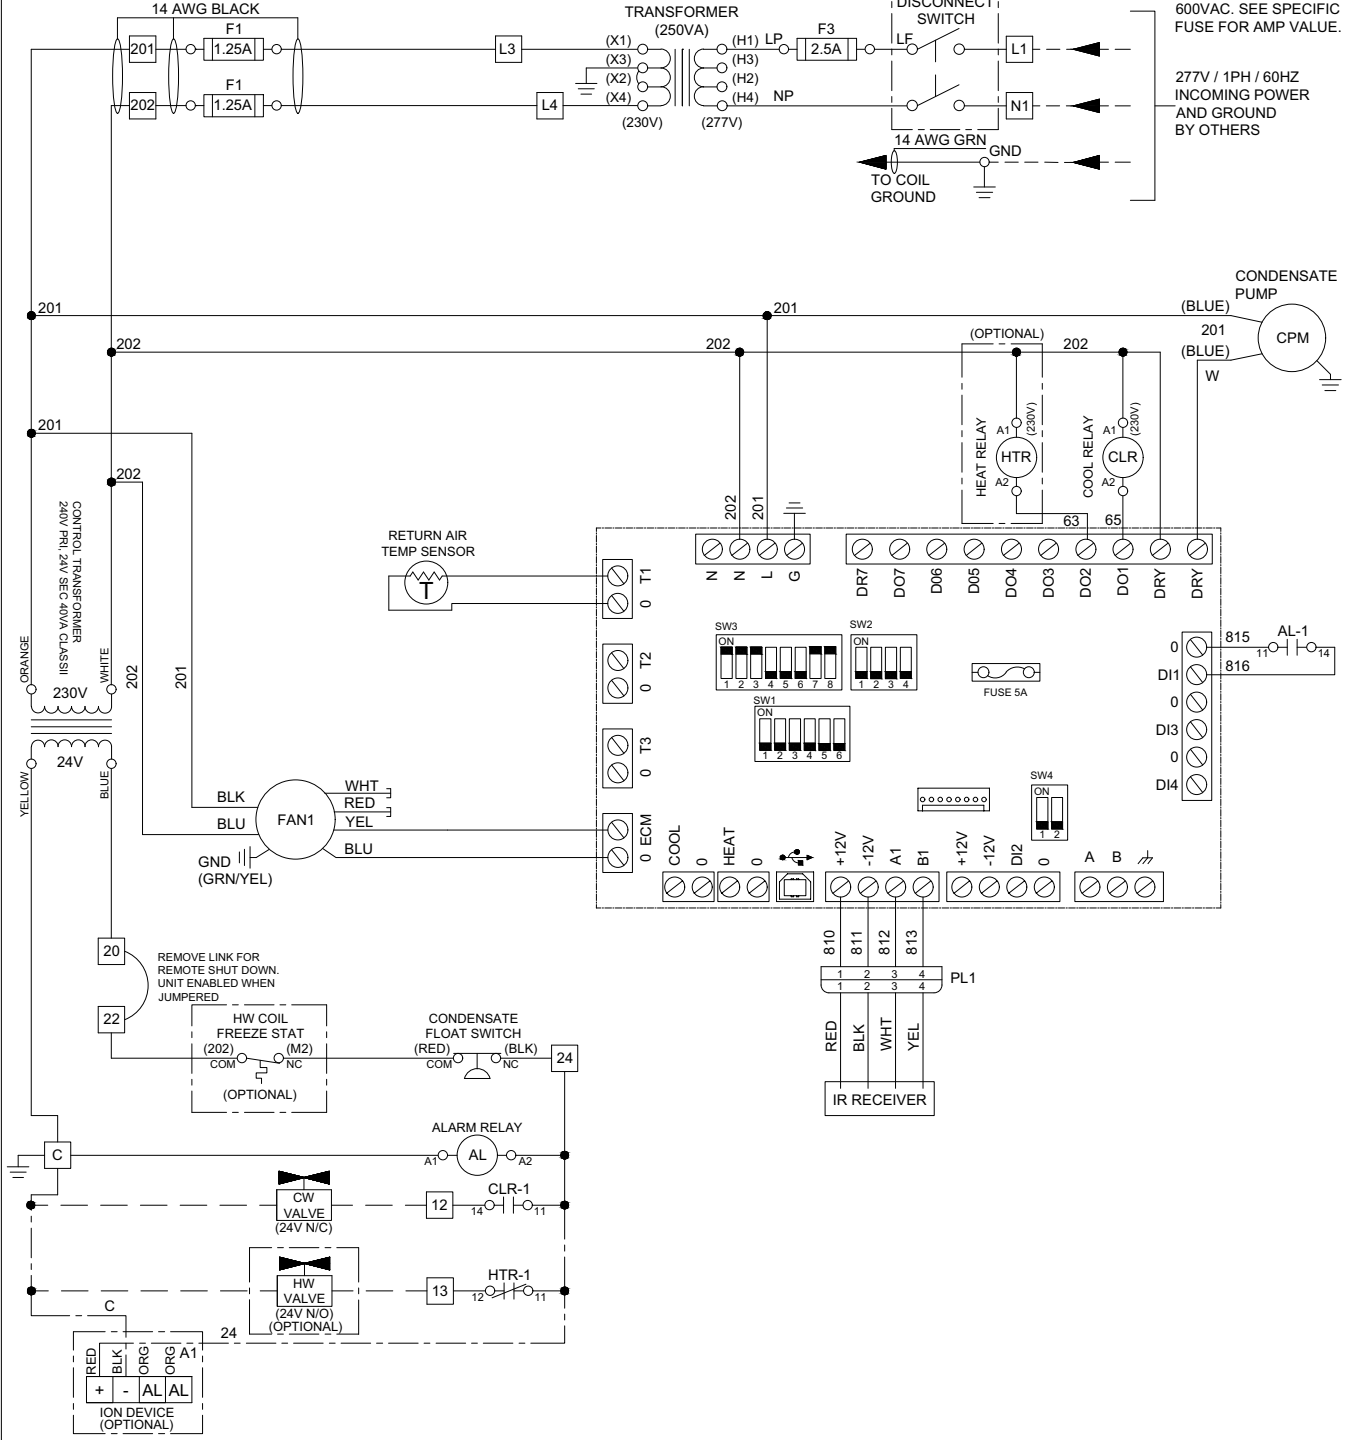 14 AWG BLACK
F1
201
1.25A
F1
202
1.25A
L3
L4
TRANSFORMER
(250VA)
(X1)
(X3)
(X2)
(X4)
(230V)
(H1)
(H3)
(H2)
(H4)
(277V)
LP
NP
F3
2.5A
DISCONNECT
SWITCH
LF
L1
N1
14 AWG GRN
GND
TO COIL
GROUND
600VAC. SEE SPECIFIC
FUSE FOR AMP VALUE.
277V / 1PH / 60HZ
INCOMING POWER
AND GROUND
BY OTHERS
201
201
202
202
202
201
202
(OPTIONAL)
CONDENSATE
PUMP
(BLUE)
201
(BLUE)
W
CPM
HEAT RELAY
A1
(230V)
HTR
A2
63
COOL RELAY
A1
(230V)
CLR
A2
65
CONTROL TRANSFORMER
240V PRI, 24V SEC 40VA CLASSII
ORANGE
WHITE
230V
24V
YELLOW
BLUE
202
201
RETURN AIR
TEMP SENSOR
T
202
201
N
N
L
G
DR7
DO7
D06
D05
DO4
DO3
DO2
DO1
DRY
DRY
T1
0
T2
0
T3
0
ECM
0
SW3
ON
1 2 3 4 5 6 7 8
SW2
ON
1 2 3 4
SW1
ON
1 2 3 4 5 6
FUSE 5A
SW4
ON
1 2
0
DI1
0
DI3
0
DI4
815
816
AL-1
11
14
BLK
BLU
FAN1
WHT
RED
YEL
BLU
GND
(GRN/YEL)
COOL
0
HEAT
0
+12V
-12V
A1
B1
+12V
-12V
DI2
0
A
B
810
811
812
813
1 2 3 4
1 2 3 4
PL1
RED
BLK
WHT
YEL
IR RECEIVER
20
22
REMOVE LINK FOR
REMOTE SHUT DOWN.
UNIT ENABLED WHEN
JUMPERED
HW COIL
FREEZE STAT
(202)
COM
(M2)
NC
(OPTIONAL)
CONDENSATE
FLOAT SWITCH
(RED)
COM
(BLK)
NC
24
C
ALARM RELAY
A1
AL
A2
CW
VALVE
(24V N/C)
12
CLR-1
14
11
HW
VALVE
(24V N/O)
(OPTIONAL)
13
HTR-1
12
11
C
24
RED
BLK
ORG
ORG
A1
+ - AL AL
ION DEVICE
(OPTIONAL)